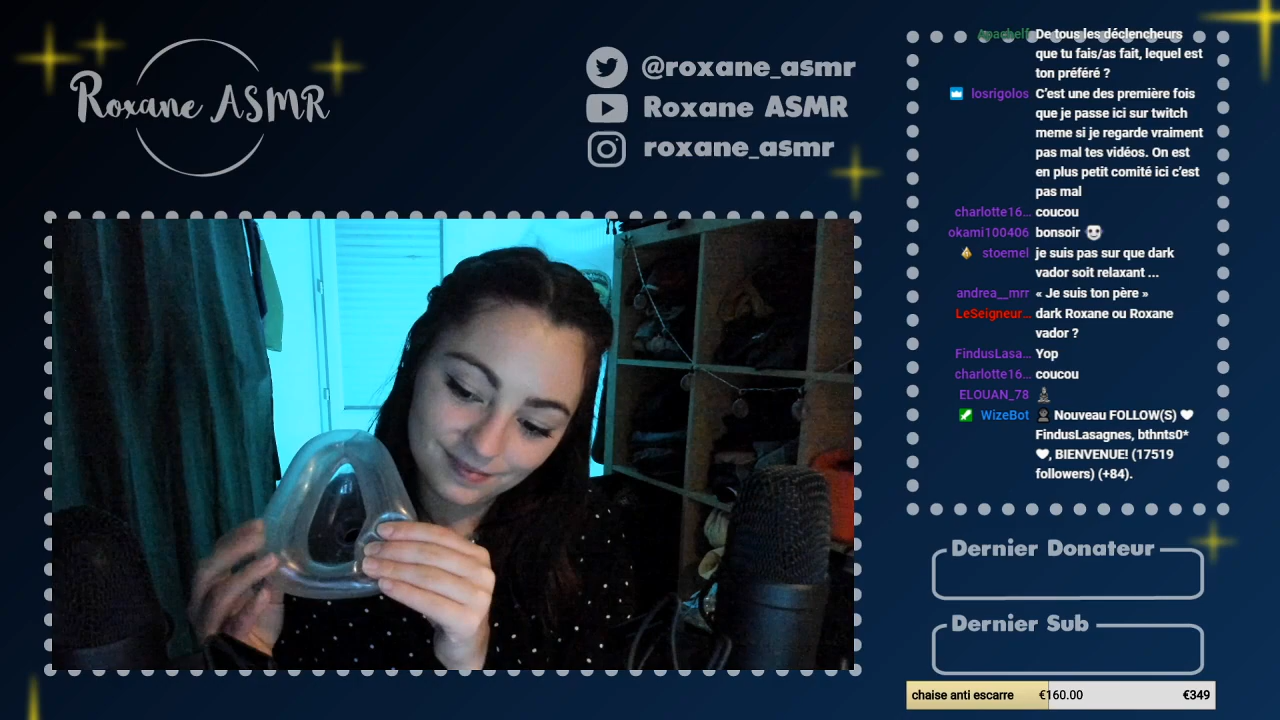 Roxane ASMR
@roxane_asmr
Roxane ASMR
roxane_asmr
De tous les déclencheurs
que tu fais/as fait, lequel est
ton préféré ?
losrigolos C'est une des première fois
que je passe ici sur twitch
meme si je regarde vraiment
pas mal tes vidéos. On est
en plus petit comité ici c'est
pas mal
charlotte16... coucou
okami100406 bonsoir
stoemel je suis pas sur que dark
vador soit relaxant ...
andrea__mrr « Je suis ton père »
LeSeigneur... dark Roxane ou Roxane
vador ?
FindusLasa... Yop
charlotte16... coucou
ELOUAN_78
WizeBot Nouveau FOLLOW(S)
FindusLasagnes, bthnts0*
, BIENVENUE! (17519
followers) (+84).
Dernier Donateur
Dernier Sub
chaise anti escarre €160.00 €349